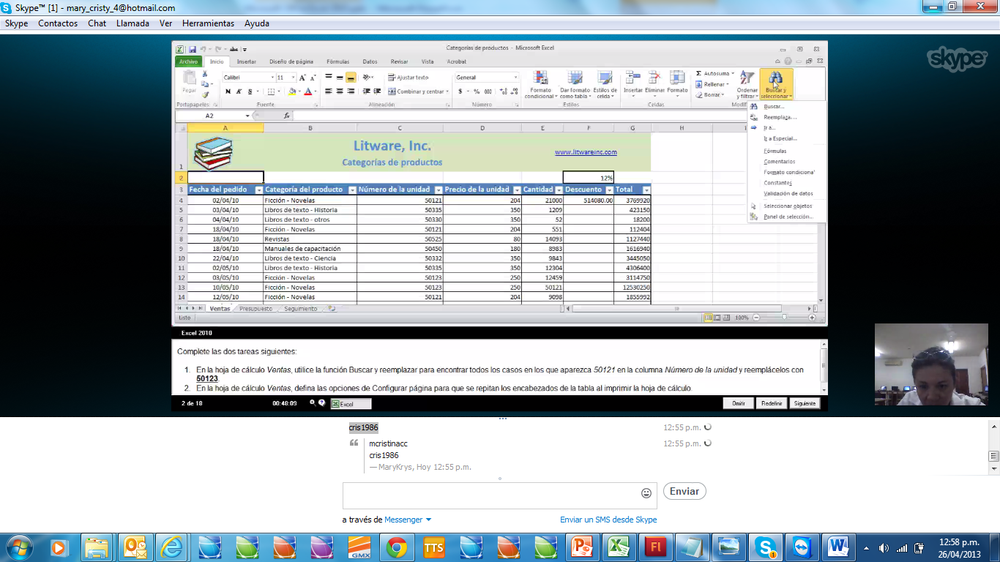 Skype™ [1] - mary_cristy_4@hotmail.com
Skype Contactos Chat Llamada Ver Herramientas Ayuda
skype
Categorías de productos - Microsoft Excel
Archivo Inicio Insertar Diseño de página Fórmulas Datos Revisar Vista Acrobat
Pegar
Calibri 11
N K S
Ajustar texto
Combinar y centrar
General
$ % 000
Formato condicional
Dar formato como tabla
Estilos de celda
Insertar Eliminar Formato
Autosuma
Rellenar
Borrar
Ordenar y filtrar
Buscar y seleccionar
Portapapeles Fuente Alineación Número Estilos Celdas Modif
Buscar...
Reemplaza...
Ir a...
Ir a Especial...
Fórmulas
Comentarios
Formato condiciona
Constantes
Validación de datos
Seleccionar objetos
Panel de selección...
A2 fx
A B C D E F G H I
1 Litware, Inc. www.litwareinc.com
Categorías de productos
2 12%
3 Fecha del pedido Categoría del producto Número de la unidad Precio de la unidad Cantidad Descuento Total
4 02/04/10 Ficción - Novelas 50121 204 21000 514080.00 3769920
5 03/04/10 Libros de texto - Historia 50335 350 1209 423150
6 04/04/10 Libros de texto - otros 50330 350 52 18200
7 18/04/10 Ficción - Novelas 50121 204 551 112404
8 18/04/10 Revistas 50525 80 14093 1127440
9 18/04/10 Manuales de capacitación 50450 180 8983 1616940
10 22/04/10 Libros de texto - Ciencia 50332 350 9843 3445050
11 02/05/10 Libros de texto - Historia 50335 350 12304 4306400
12 03/05/10 Ficción - Novelas 50123 250 12459 3114750
13 10/05/10 Ficción - Novelas 50123 250 50121 12530250
14 12/05/10 Ficción - Novelas 50121 204 9098 1855992
Ventas Presupuesto Seguimiento
Listo 100%
Excel 2010
Complete las dos tareas siguientes:
1. En la hoja de cálculo Ventas, utilice la función Buscar y reemplazar para encontrar todos los casos en los que aparezca 50121 en la columna Número de la unidad y reemplácelos con
50123.
2. En la hoja de cálculo Ventas, defina las opciones de Configurar página para que se repitan los encabezados de la tabla al imprimir la hoja de cálculo.
2 de 18 00:48:09 Excel Omitir Redefinir Siguiente
cris1986 12:55 p.m.
mcristinacc 12:55 p.m.
cris1986
— MaryKrys, Hoy 12:55 p.m.
Enviar
a través de Messenger Enviar un SMS desde Skype
GMX TTS Fl 1
12:58 p.m.
26/04/2013